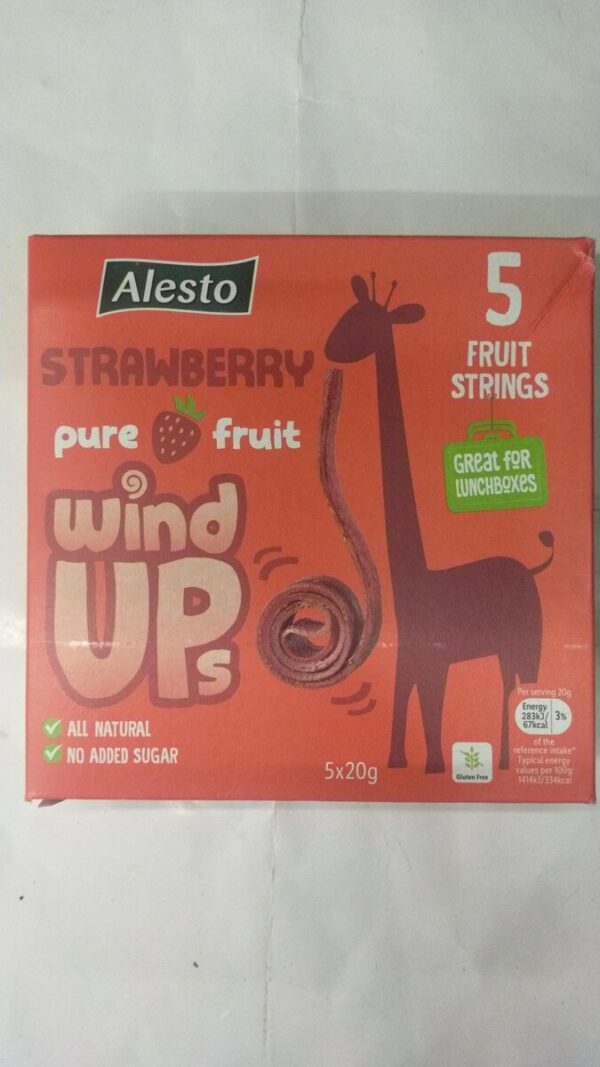 Alesto
STRAWBERRY
pure fruit
wind
UPs
ALL NATURAL
NO ADDED SUGAR
5x20g
5
FRUIT
STRINGS
GReat foR
LUNCHBOXeS
Gluten Free
Per serving 20g
Energy
283kJ/
67kcal
3%
of the
reference intake*
Typical energy
values per 100g:
1414kJ/334kcal